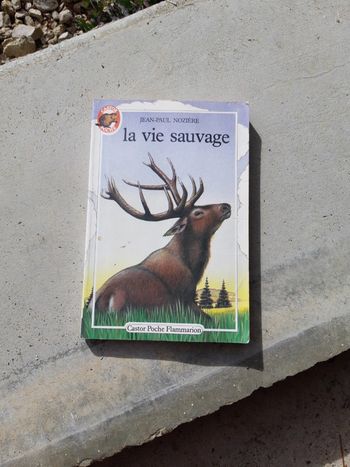 JEAN-PAUL NOZIÈRE
la vie sauvage
Castor Poche Flammarion